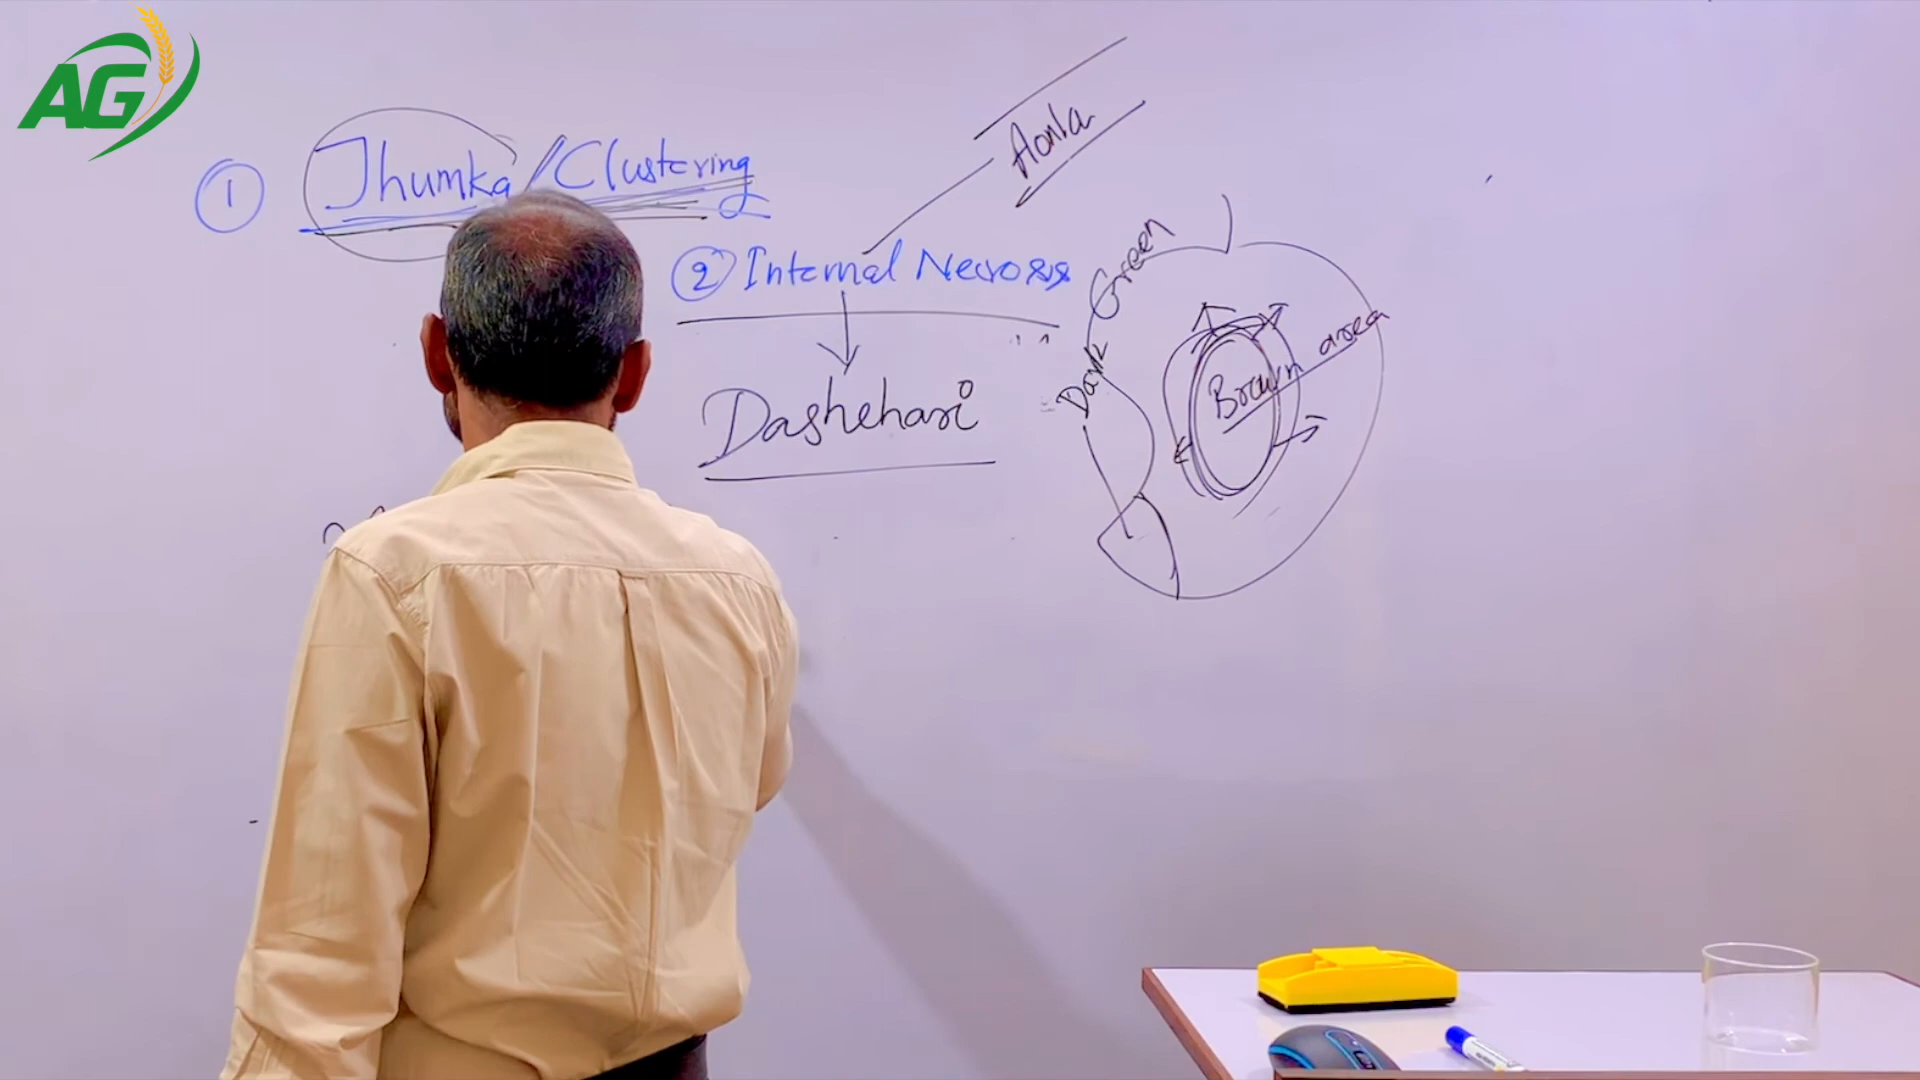 AG
① Jhumka/Clustering
Aonla
② Internal Necrosis
Dashehari
Dark Green
Brown area